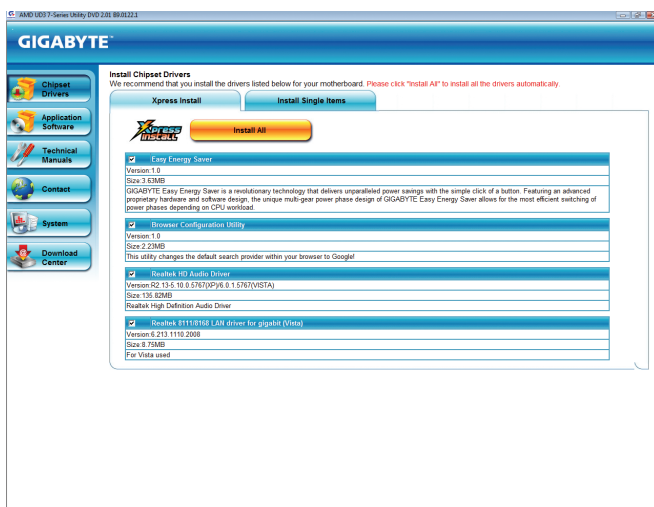 AMD UD3 7-Series Utility DVD 2.01 B9.0122.1
GIGABYTE™
Chipset
Drivers
Application
Software
Technical
Manuals
Contact
System
Download
Center
Install Chipset Drivers
We recommend that you install the drivers listed below for your motherboard. Please click "Install All" to install all the drivers automatically.
Xpress Install
Install Single Items
Xpress
Install
Install All
Easy Energy Saver
Version:1.0
Size:3.63MB
GIGABYTE Easy Energy Saver is a revolutionary technology that delivers unparalleled power savings with the simple click of a button. Featuring an advanced
proprietary hardware and software design, the unique multi-gear power phase design of GIGABYTE Easy Energy Saver allows for the most efficient switching of
power phases depending on CPU workload.
Browser Configuration Utility
Version:1.0
Size:2.23MB
This utility changes the default search provider within your browser to Google!
Realtek HD Audio Driver
Version:R2.13-5.10.0.5767(XP)/6.0.1.5767(VISTA)
Size:135.82MB
Realtek High Definition Audio Driver
Realtek 8111/8168 LAN driver for gigabit (Vista)
Version:6.213.1110.2008
Size:8.75MB
For Vista used